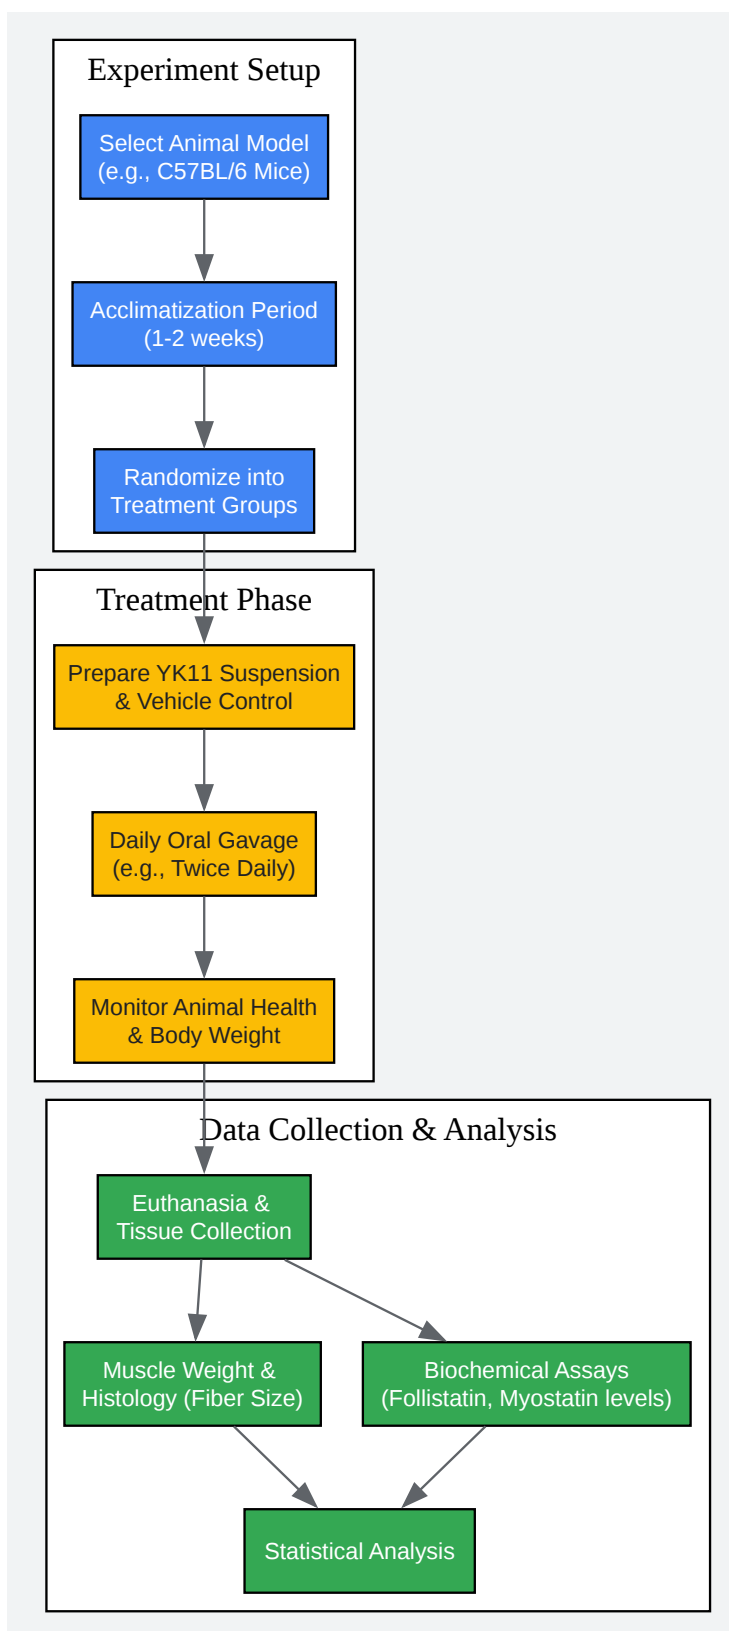 Experiment Setup
Select Animal Model
(e.g., C57BL/6 Mice)
Acclimatization Period
(1-2 weeks)
Randomize into
Treatment Groups
Treatment Phase
Prepare YK11 Suspension
& Vehicle Control
Daily Oral Gavage
(e.g., Twice Daily)
Monitor Animal Health
& Body Weight
Data Collection & Analysis
Euthanasia &
Tissue Collection
Muscle Weight &
Histology (Fiber Size)
Biochemical Assays
(Follistatin, Myostatin levels)
Statistical Analysis